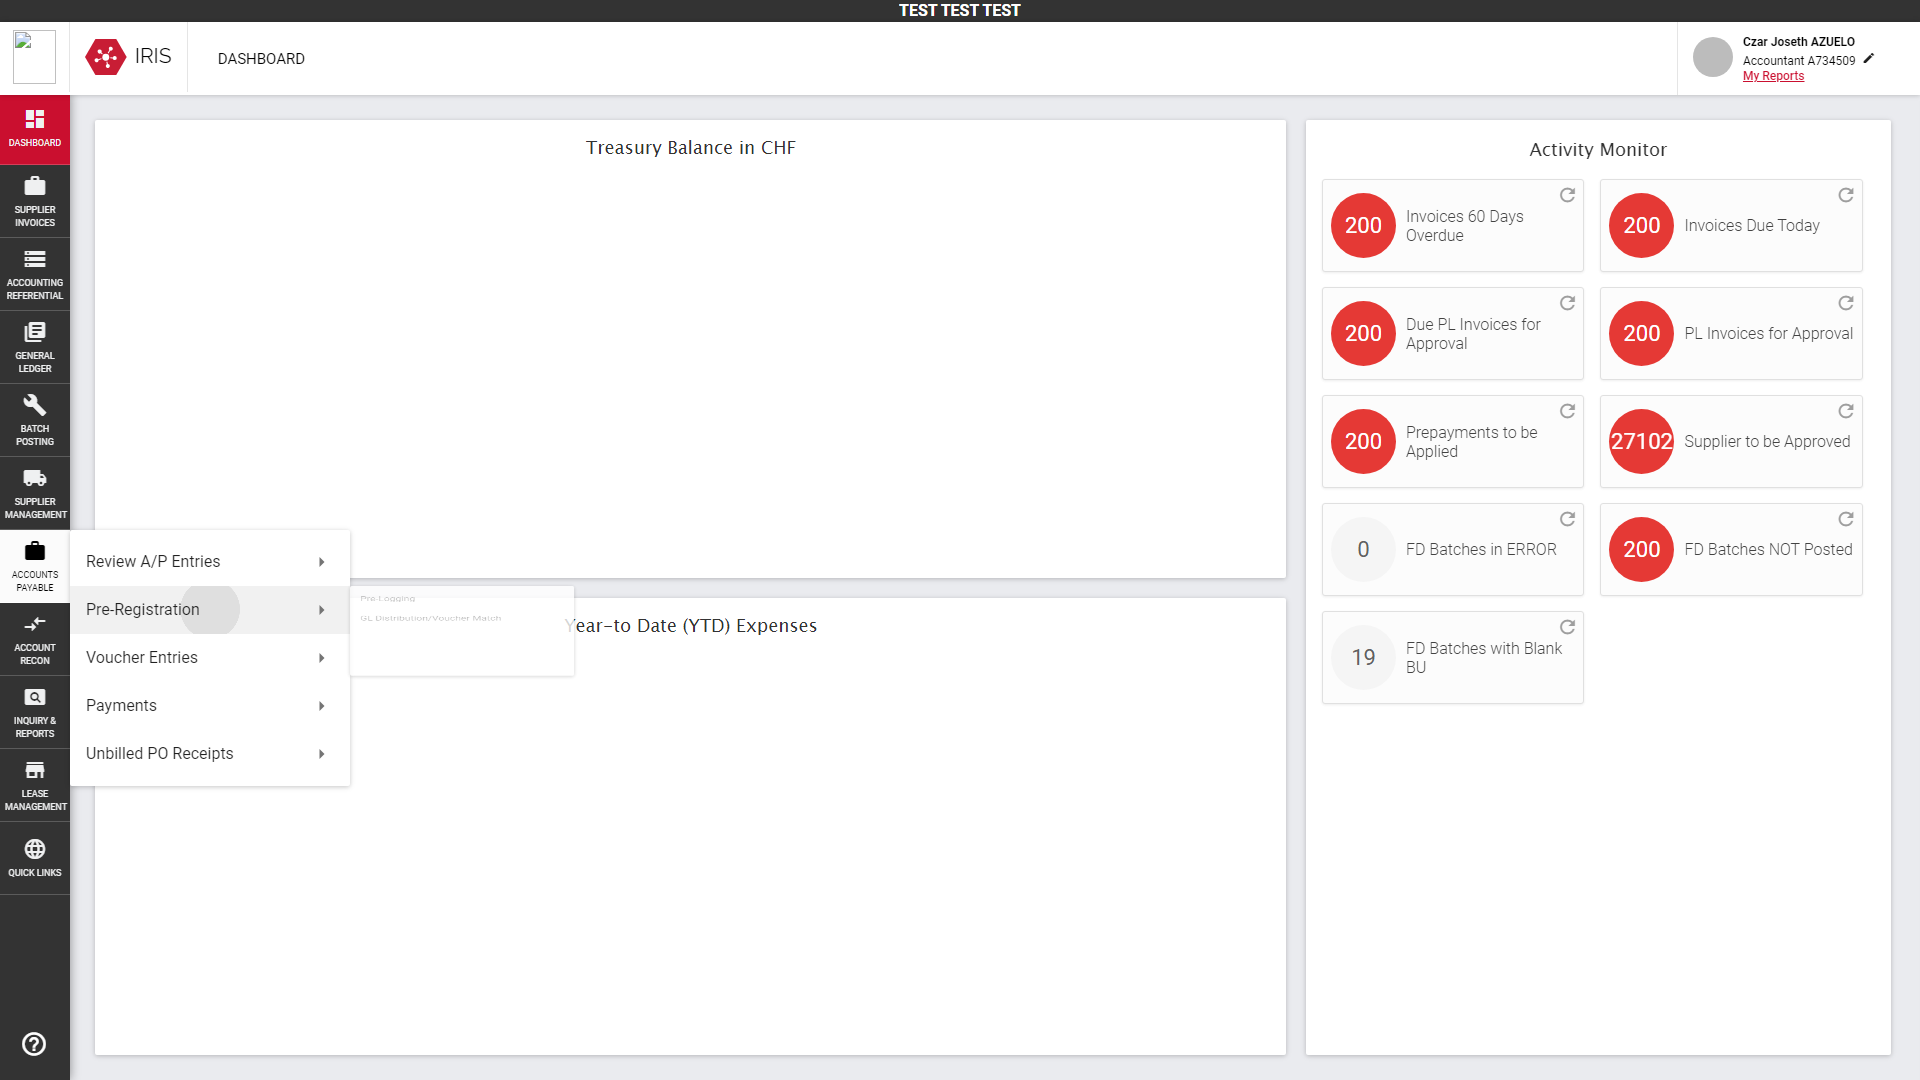 TEST TEST TEST
IRIS
DASHBOARD
Czar Joseth AZUELO
Accountant A734509
My Reports
DASHBOARD
SUPPLIER
INVOICES
ACCOUNTING
REFERENTIAL
GENERAL
LEDGER
BATCH
POSTING
SUPPLIER
MANAGEMENT
ACCOUNTS
PAYABLE
ACCOUNT
RECON
INQUIRY &
REPORTS
LEASE
MANAGEMENT
QUICK LINKS
Review A/P Entries
Pre-Registration
Voucher Entries
Payments
Unbilled PO Receipts
Pre-Logging
GL Distribution/Voucher Match
Treasury Balance in CHF
Year-to Date (YTD) Expenses
Activity Monitor
200
Invoices 60 Days
Overdue
200
Invoices Due Today
200
Due PL Invoices for
Approval
200
PL Invoices for Approval
200
Prepayments to be
Applied
27102
Supplier to be Approved
0
FD Batches in ERROR
200
FD Batches NOT Posted
19
FD Batches with Blank
BU